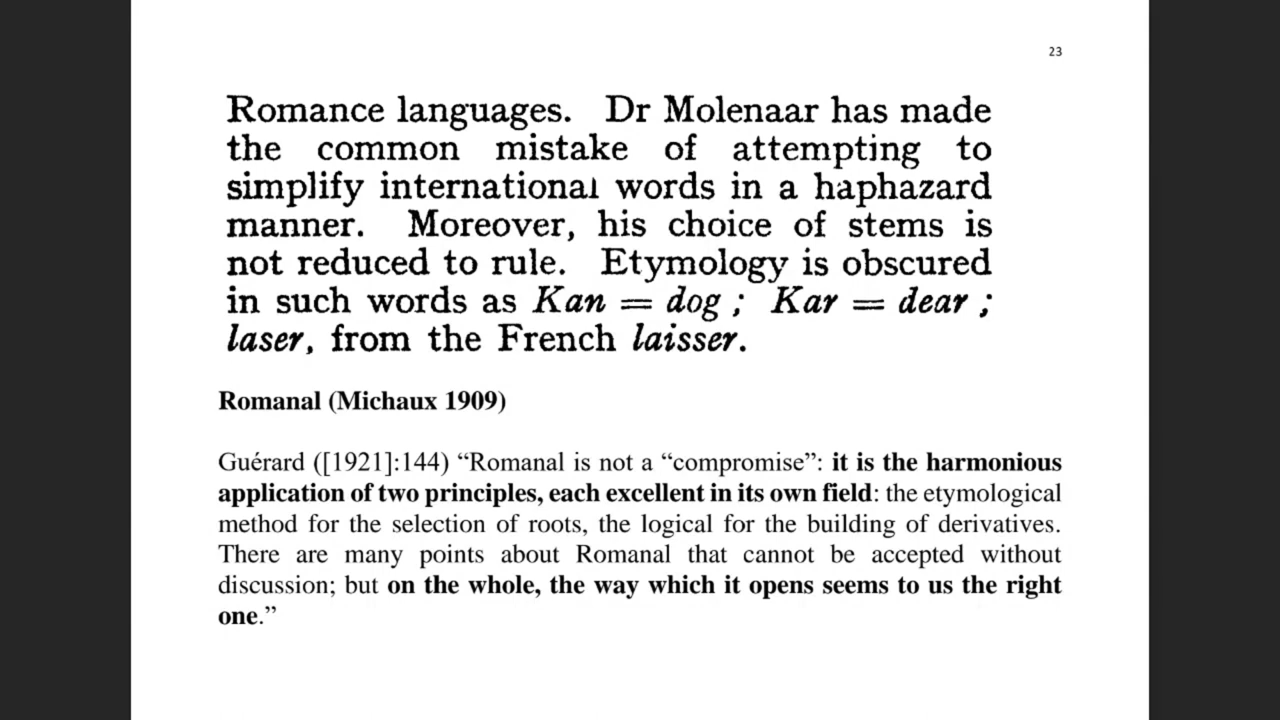 23
Romance languages. Dr Molenaar has made
the common mistake of attempting to
simplify international words in a haphazard
manner. Moreover, his choice of stems is
not reduced to rule. Etymology is obscured
in such words as Kan = dog ; Kar = dear ;
laser, from the French laisser.
Romanal (Michaux 1909)
Guérard ([1921]:144) “Romanal is not a “compromise”: it is the harmonious
application of two principles, each excellent in its own field: the etymological
method for the selection of roots, the logical for the building of derivatives.
There are many points about Romanal that cannot be accepted without
discussion; but on the whole, the way which it opens seems to us the right
one.”